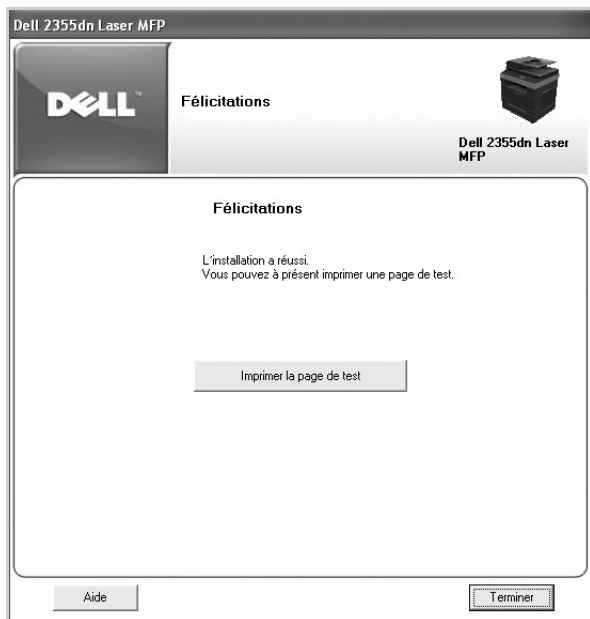 Dell 2355dn Laser MFP
DELL™
Félicitations
Dell 2355dn Laser
MFP
Félicitations
L'installation a réussi.
Vous pouvez à présent imprimer une page de test.
Imprimer la page de test
Aide
Terminer